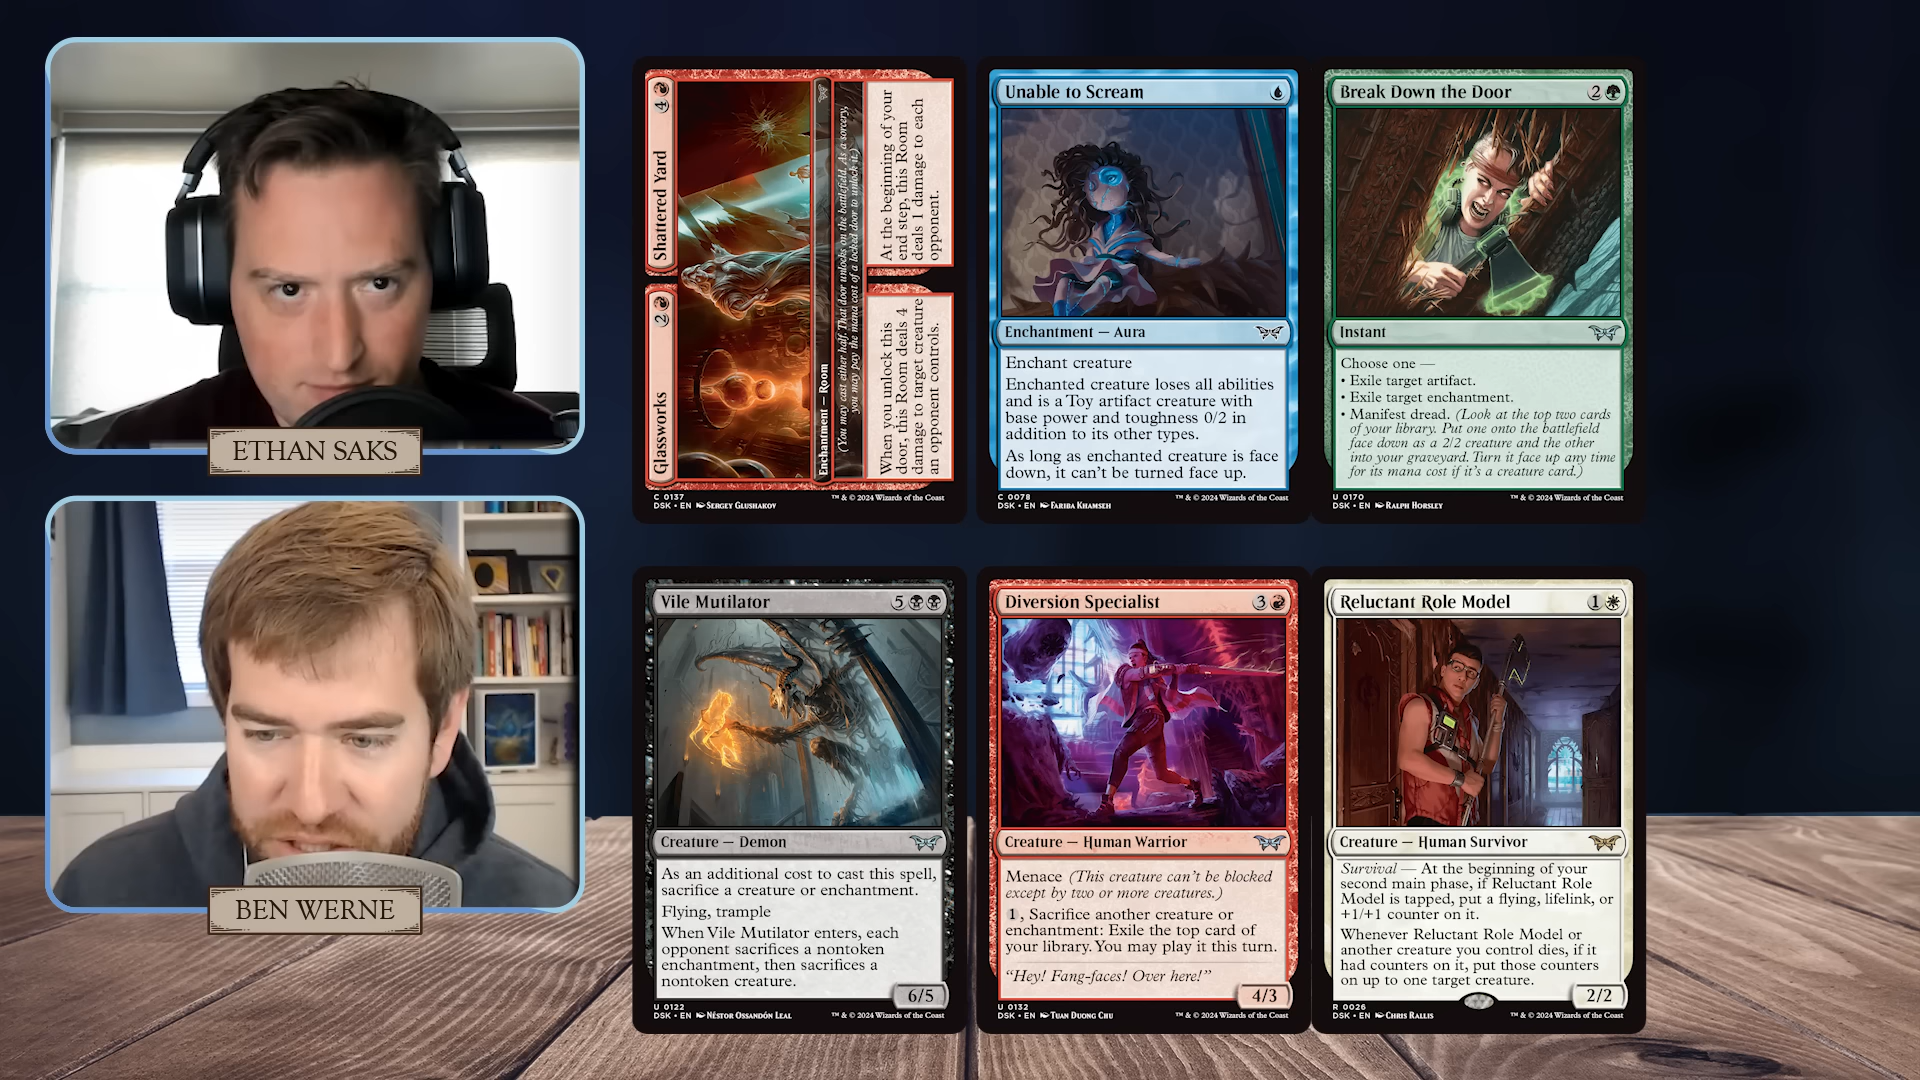 ETHAN SAKS
BEN WERNE
Glassworks 2
When you unlock this
door, this Room deals 4
damage to target creature
an opponent controls.
Shattered Yard 4
At the beginning of your
end step, this Room
deals 1 damage to each
opponent.
Enchantment — Room
(You may cast either half. That door unlocks on the battlefield. As a sorcery,
you may pay the mana cost of a locked door to unlock it.)
C 0137
DSK • EN SERGEY GLUSHAKOV
™ & © 2024 Wizards of the Coast
Unable to Scream
Enchantment — Aura
Enchant creature
Enchanted creature loses all abilities
and is a Toy artifact creature with
base power and toughness 0/2 in
addition to its other types.
As long as enchanted creature is face
down, it can't be turned face up.
C 0078
DSK • EN FARIBA KHAMSEH
™ & © 2024 Wizards of the Coast
Break Down the Door 2
Instant
Choose one —
• Exile target artifact.
• Exile target enchantment.
• Manifest dread. (Look at the top two cards
of your library. Put one onto the battlefield
face down as a 2/2 creature and the other
into your graveyard. Turn it face up any time
for its mana cost if it's a creature card.)
U 0170
DSK • EN RALPH HORSLEY
™ & © 2024 Wizards of the Coast
Vile Mutilator 5
Creature — Demon
As an additional cost to cast this spell,
sacrifice a creature or enchantment.
Flying, trample
When Vile Mutilator enters, each
opponent sacrifices a nontoken
enchantment, then sacrifices a
nontoken creature.
6/5
U 0122
DSK • EN NÉSTOR OSSANDÓN LEAL
™ & © 2024 Wizards of the Coast
Diversion Specialist 3
Creature — Human Warrior
Menace (This creature can't be blocked
except by two or more creatures.)
1, Sacrifice another creature or
enchantment: Exile the top card of
your library. You may play it this turn.
"Hey! Fang-faces! Over here!"
4/3
U 0132
DSK • EN TUAN DUONG CHU
™ & © 2024 Wizards of the Coast
Reluctant Role Model 1
Creature — Human Survivor
Survival — At the beginning of your
second main phase, if Reluctant Role
Model is tapped, put a flying, lifelink, or
+1/+1 counter on it.
Whenever Reluctant Role Model or
another creature you control dies, if it
had counters on it, put those counters
on up to one target creature.
2/2
R 0026
DSK • EN CHRIS RALLIS
™ & © 2024 Wizards of the Coast